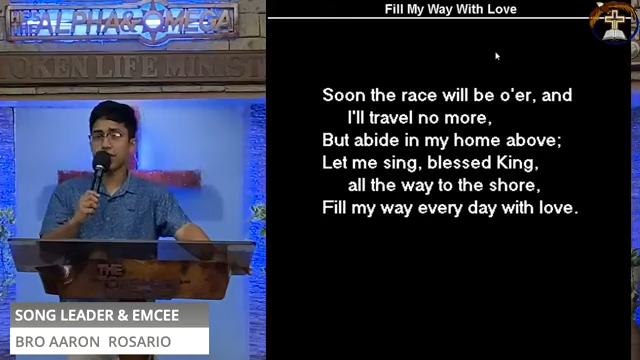 Fill My Way With Love
ALPHA & OMEGA
OKEN LIFE MINIST
Soon the race will be o'er, and
I'll travel no more,
But abide in my home above;
Let me sing, blessed King,
all the way to the shore,
Fill my way every day with love.
THE
SONG LEADER & EMCEE
BRO AARON ROSARIO